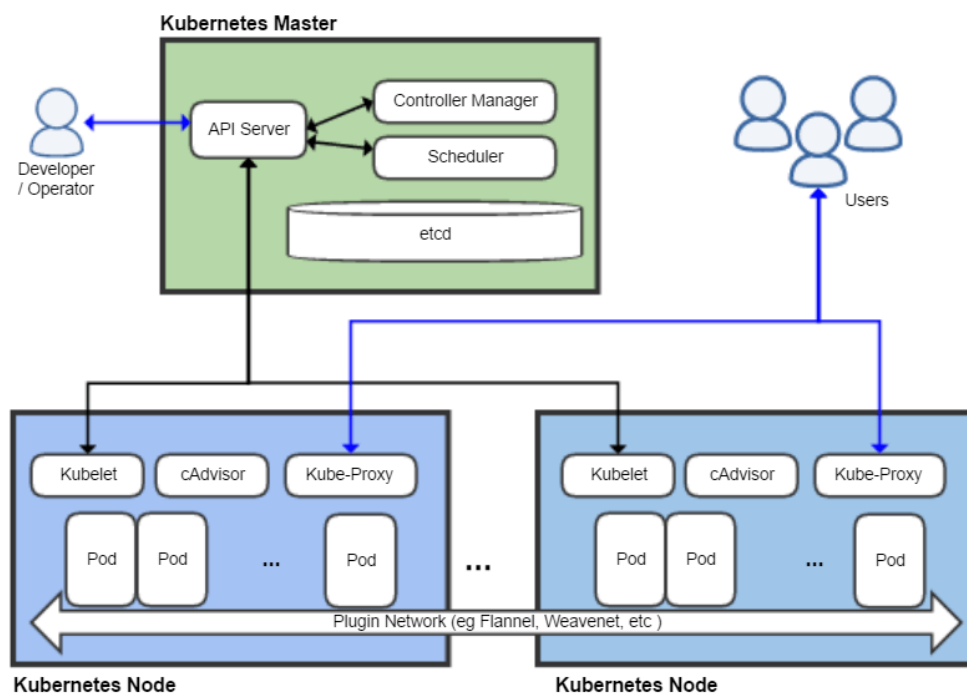 Kubernetes Master
API Server
Controller Manager
Scheduler
etcd
Developer
/ Operator
Users
Kubelet
cAdvisor
Kube-Proxy
Pod
Pod
...
Pod
...
Kubelet
cAdvisor
Kube-Proxy
Pod
Pod
...
Pod
Plugin Network (eg Flannel, Weavenet, etc )
Kubernetes Node
Kubernetes Node